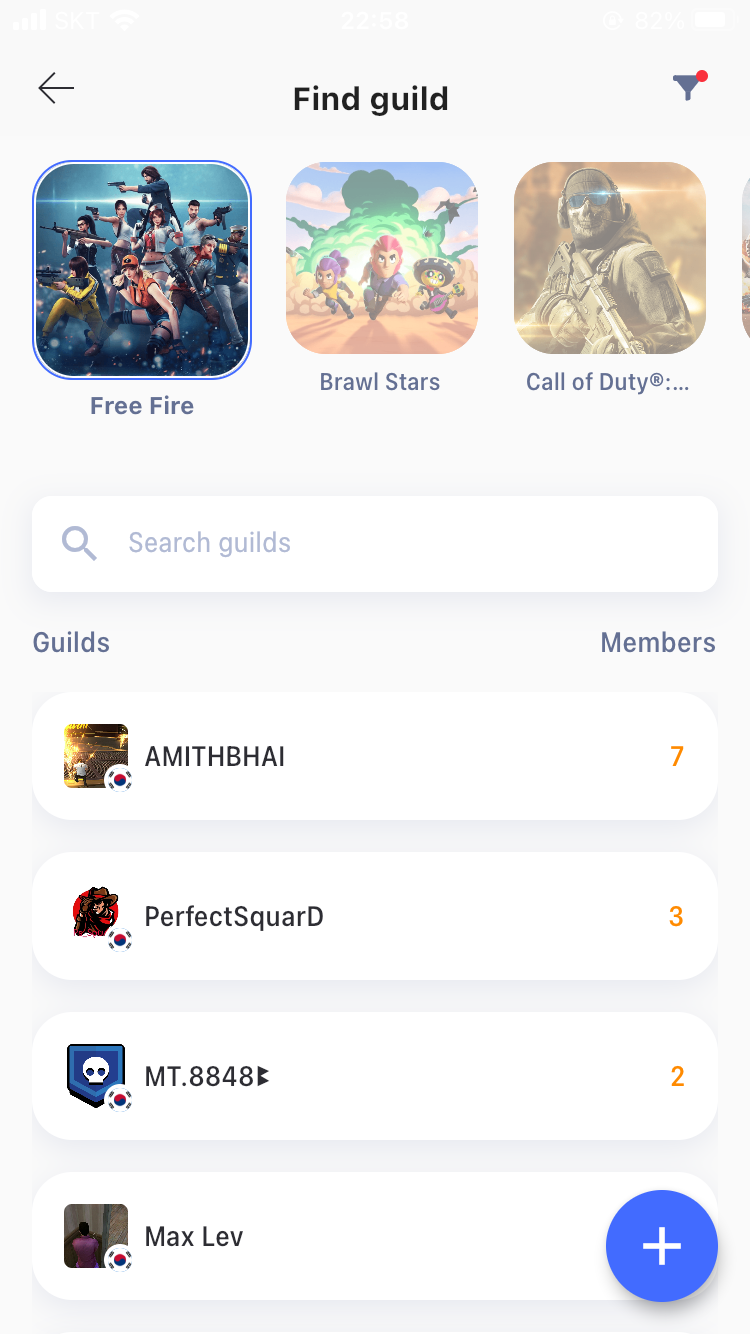 SKT 22:58 82%
Find guild
Free Fire
Brawl Stars
Call of Duty®:...
Search guilds
Guilds Members
AMITHBHAI 7
PerfectSquarD 3
MT.8848
2
Max Lev